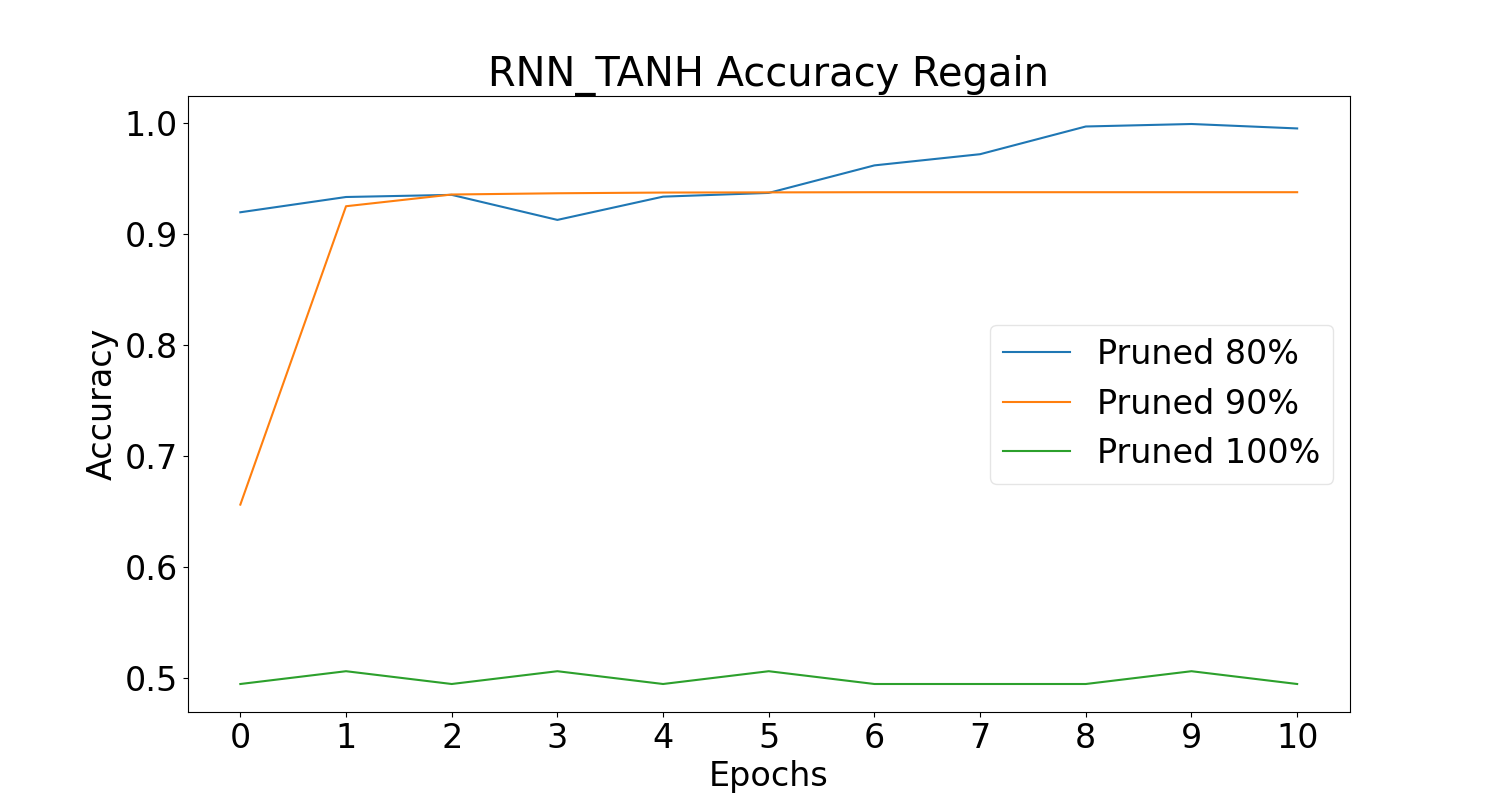 RNN_TANH Accuracy Regain
1.0
0.9
0.8
0.7
0.6
0.5
Accuracy
Pruned 80%
Pruned 90%
Pruned 100%
0 1 2 3 4 5 6 7 8 9 10
Epochs